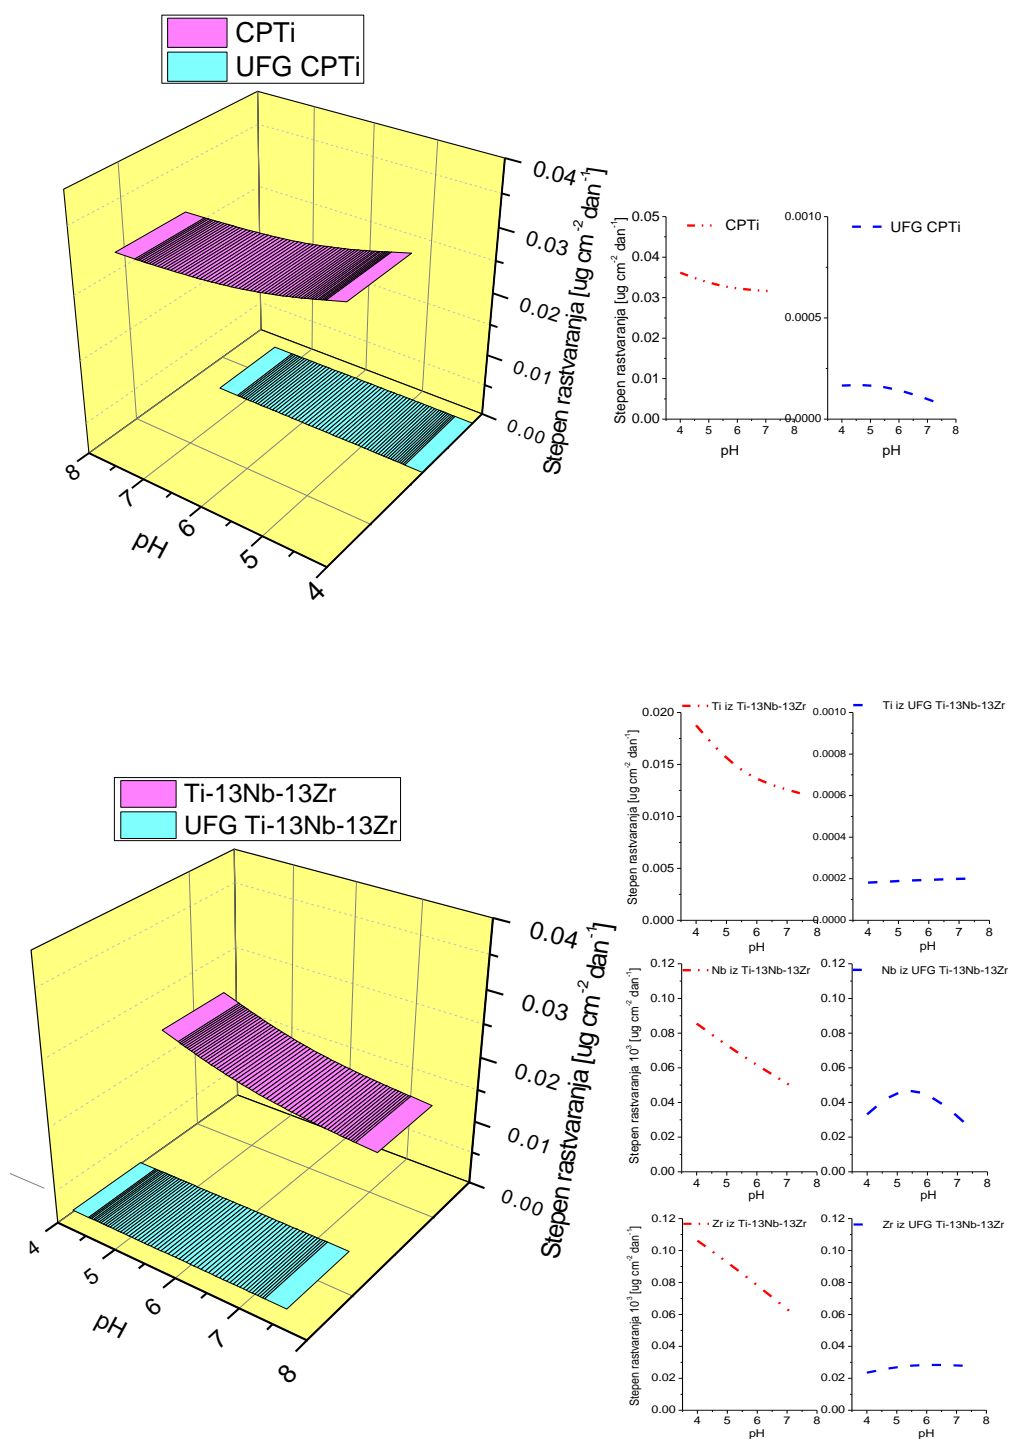 CPTi
UFG CPTi
0.04
0.03
0.02
0.01
0.00
Stepen rastvaranja [ug cm⁻² dan⁻¹]
8
7
6
5
4
pH
0.05
0.04
0.03
0.02
0.01
0.00
Stepen rastvaranja [ug cm⁻² dan⁻¹]
CPTi
4 5 6 7 8
pH
0.0010
0.0005
0.0000
UFG CPTi
4 5 6 7 8
pH
Ti-13Nb-13Zr
UFG Ti-13Nb-13Zr
0.04
0.03
0.02
0.01
0.00
Stepen rastvaranja [ug cm⁻² dan⁻¹]
4
5
6
7
8
pH
Ti iz Ti-13Nb-13Zr
0.020
0.015
0.010
0.005
0.000
Stepen rastvaranja [ug cm⁻² dan⁻¹]
3 4 5 6 7 8
pH
Ti iz UFG Ti-13Nb-13Zr
0.0010
0.0008
0.0006
0.0004
0.0002
0.0000
4 5 6 7 8
pH
Nb iz Ti-13Nb-13Zr
0.12
0.10
0.08
0.06
0.04
0.02
0.00
Stepen rastvaranja 10³ [ug cm⁻² dan⁻¹]
4 5 6 7 8
pH
Nb iz UFG Ti-13Nb-13Zr
0.12
0.10
0.08
0.06
0.04
0.02
0.00
4 5 6 7 8
pH
Zr iz Ti-13Nb-13Zr
0.12
0.10
0.08
0.06
0.04
0.02
0.00
Stepen rastvaranja 10³ [ug cm⁻² dan⁻¹]
4 5 6 7 8
pH
Zr iz UFG Ti-13Nb-13Zr
0.12
0.10
0.08
0.06
0.04
0.02
0.00
4 5 6 7 8
pH